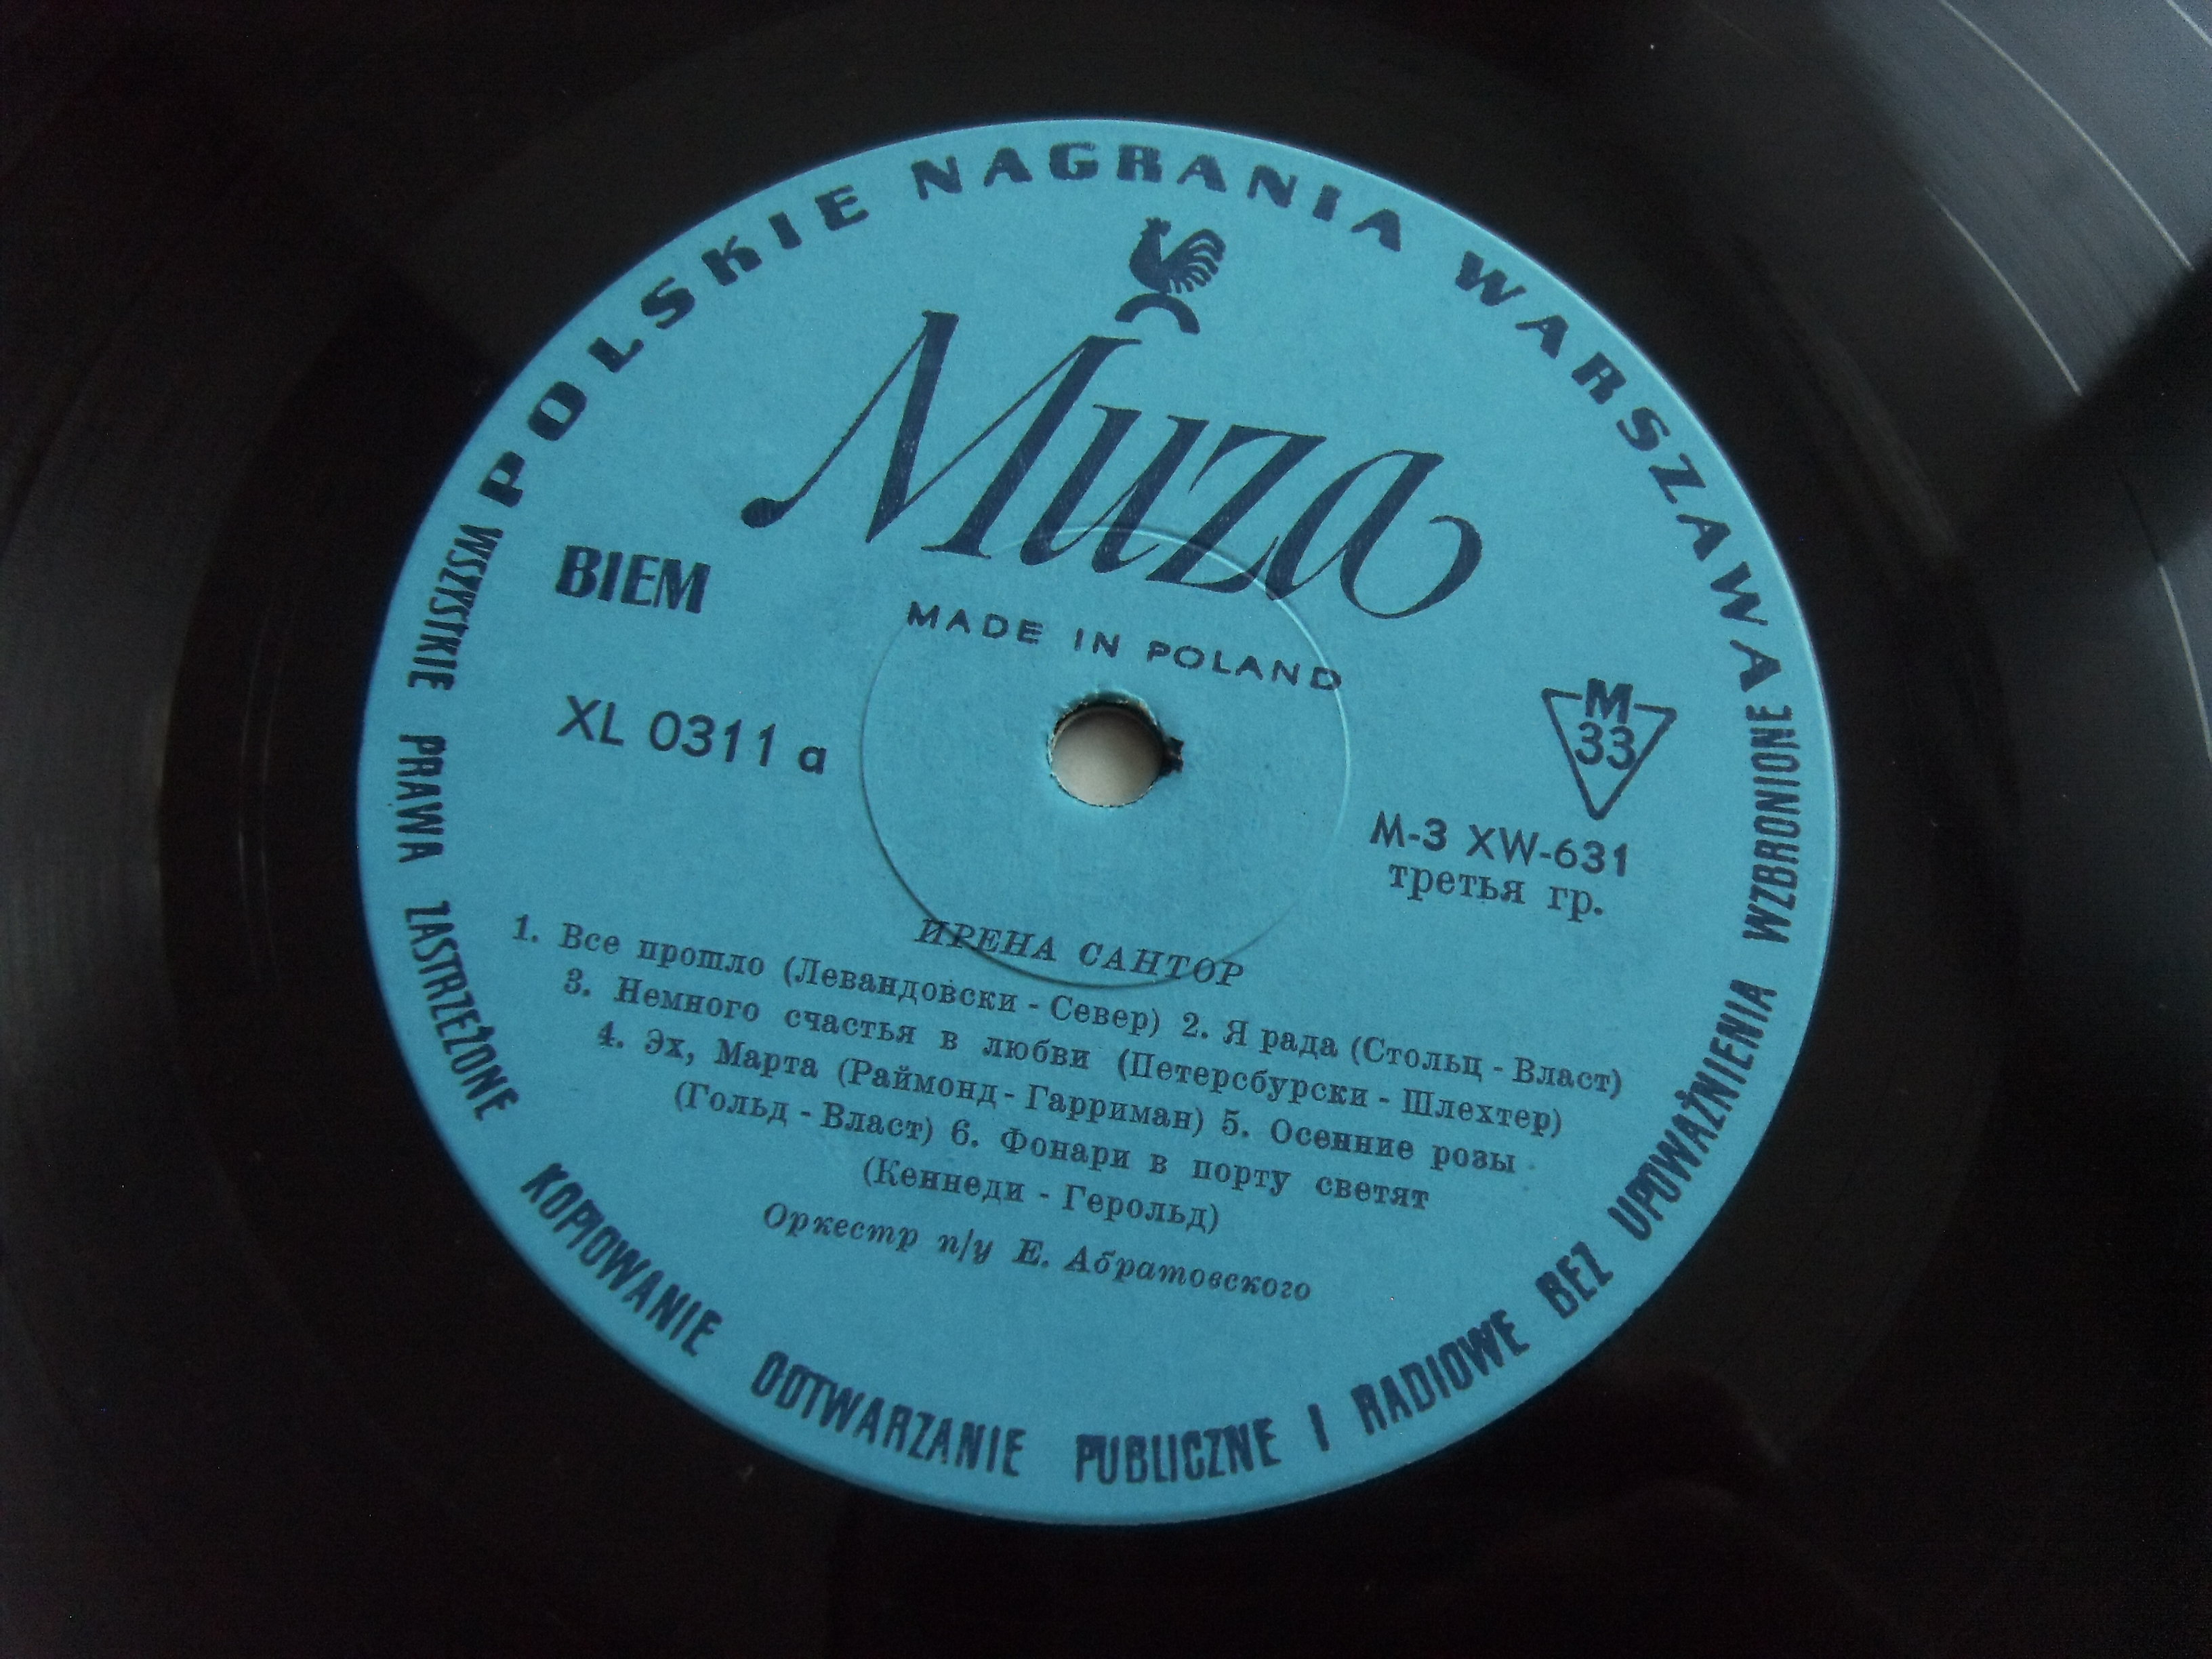 POLSKIE NAGRANIA WARSZAWA
Muza
BIEM
MADE IN POLAND
XL 0311 a
M
33
M-3 XW-631
третья гр.
ИРЕНА САНТОР
1. Все прошло (Левандовски - Север) 2. Я рада (Стольц - Власт)
3. Немного счастья в любви (Петерсбурски - Шлехтер)
4. Эх, Марта (Раймонд - Гарриман) 5. Осенние розы
(Гольд - Власт) 6. Фонари в порту светят
(Кеннеди - Герольд)
Оркестр п/у Е. Абратовского
WSZYSTKIE PRAWA ZASTRZEŻONE KOPIOWANIE ODTWARZANIE PUBLICZNE I RADIOWE BEZ UPOWAŻNIENIA WZBRONIONE